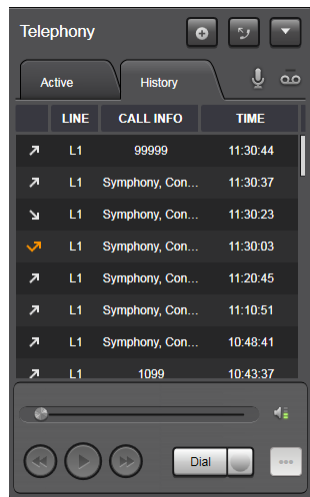 Telephony
Active History
LINE CALL INFO TIME
L1 99999 11:30:44
L1 Symphony, Con... 11:30:37
L1 Symphony, Con... 11:30:23
L1 Symphony, Con... 11:30:03
L1 Symphony, Con... 11:20:45
L1 Symphony, Con... 11:10:51
L1 Symphony, Con... 10:48:41
L1 1099 10:43:37
Dial